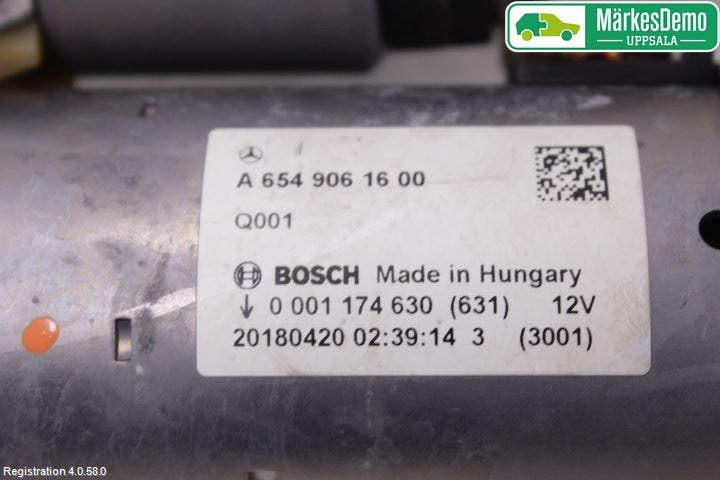 MärkesDemo
UPPSALA
A 654 906 16 00
Q001
BOSCH Made in Hungary
↓ 0 001 174 630 (631) 12V
20180420 02:39:14 3 (3001)
Registration 4.0.58.0